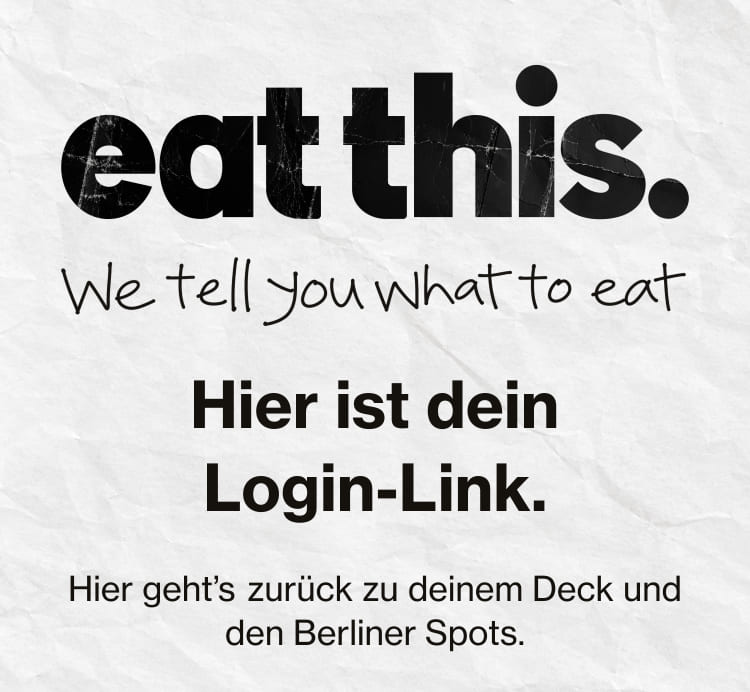 eat this.
We tell you what to eat
Hier ist dein
Login-Link.
Hier geht’s zurück zu deinem Deck und
den Berliner Spots.